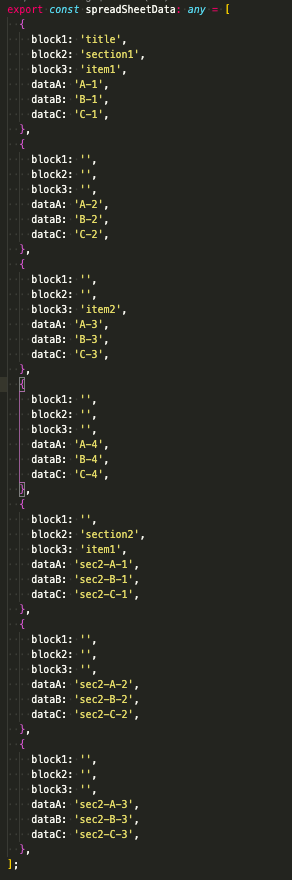 export const spreadSheetData: any = [
{
block1: 'title',
block2: 'section1',
block3: 'item1',
dataA: 'A-1',
dataB: 'B-1',
dataC: 'C-1',
},
{
block1: '',
block2: '',
block3: '',
dataA: 'A-2',
dataB: 'B-2',
dataC: 'C-2',
},
{
block1: '',
block2: '',
block3: 'item2',
dataA: 'A-3',
dataB: 'B-3',
dataC: 'C-3',
},
{
block1: '',
block2: '',
block3: '',
dataA: 'A-4',
dataB: 'B-4',
dataC: 'C-4',
},
{
block1: '',
block2: 'section2',
block3: 'item1',
dataA: 'sec2-A-1',
dataB: 'sec2-B-1',
dataC: 'sec2-C-1',
},
{
block1: '',
block2: '',
block3: '',
dataA: 'sec2-A-2',
dataB: 'sec2-B-2',
dataC: 'sec2-C-2',
},
{
block1: '',
block2: '',
block3: '',
dataA: 'sec2-A-3',
dataB: 'sec2-B-3',
dataC: 'sec2-C-3',
},
];